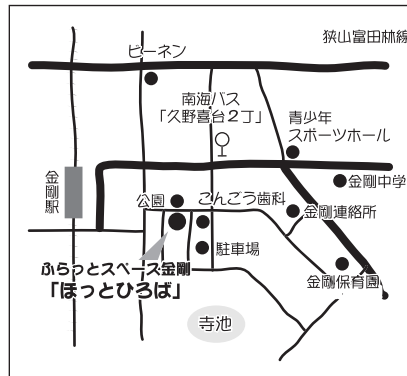 狭山富田林線
ピーネン
南海バス
「久野喜台２丁」
青少年
スポーツホール
金剛駅
金剛中学
公園
こんごう歯科
金剛連絡所
駐車場
ふらっとスペース金剛
「ほっとひろば」
金剛保育園
寺池